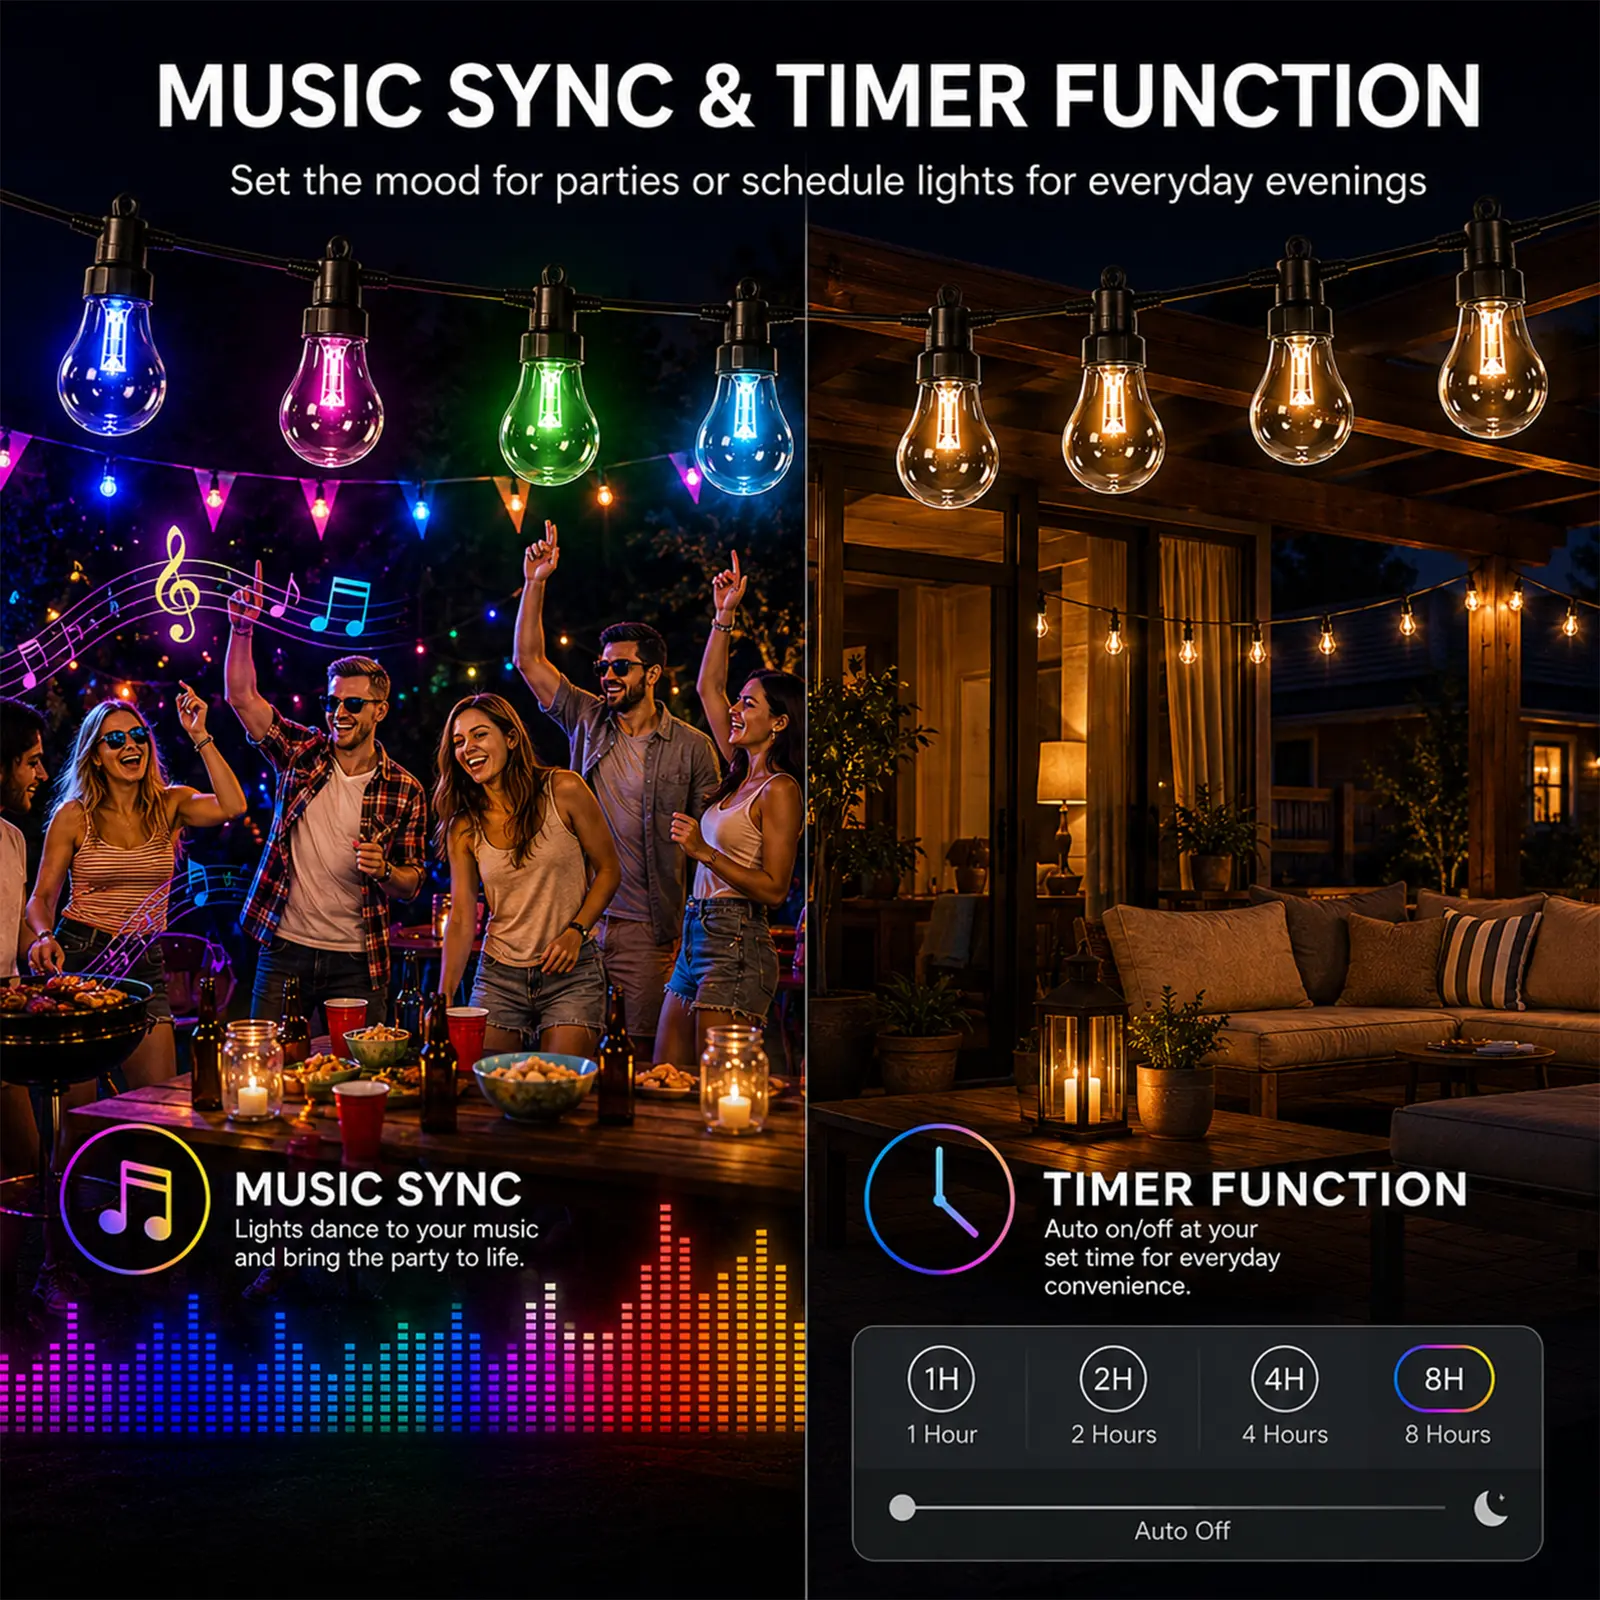 MUSIC SYNC & TIMER FUNCTION
Set the mood for parties or schedule lights for everyday evenings
MUSIC SYNC
Lights dance to your music
and bring the party to life.
TIMER FUNCTION
Auto on/off at your
set time for everyday
convenience.
1H 2H 4H 8H
1 Hour 2 Hours 4 Hours 8 Hours
Auto Off